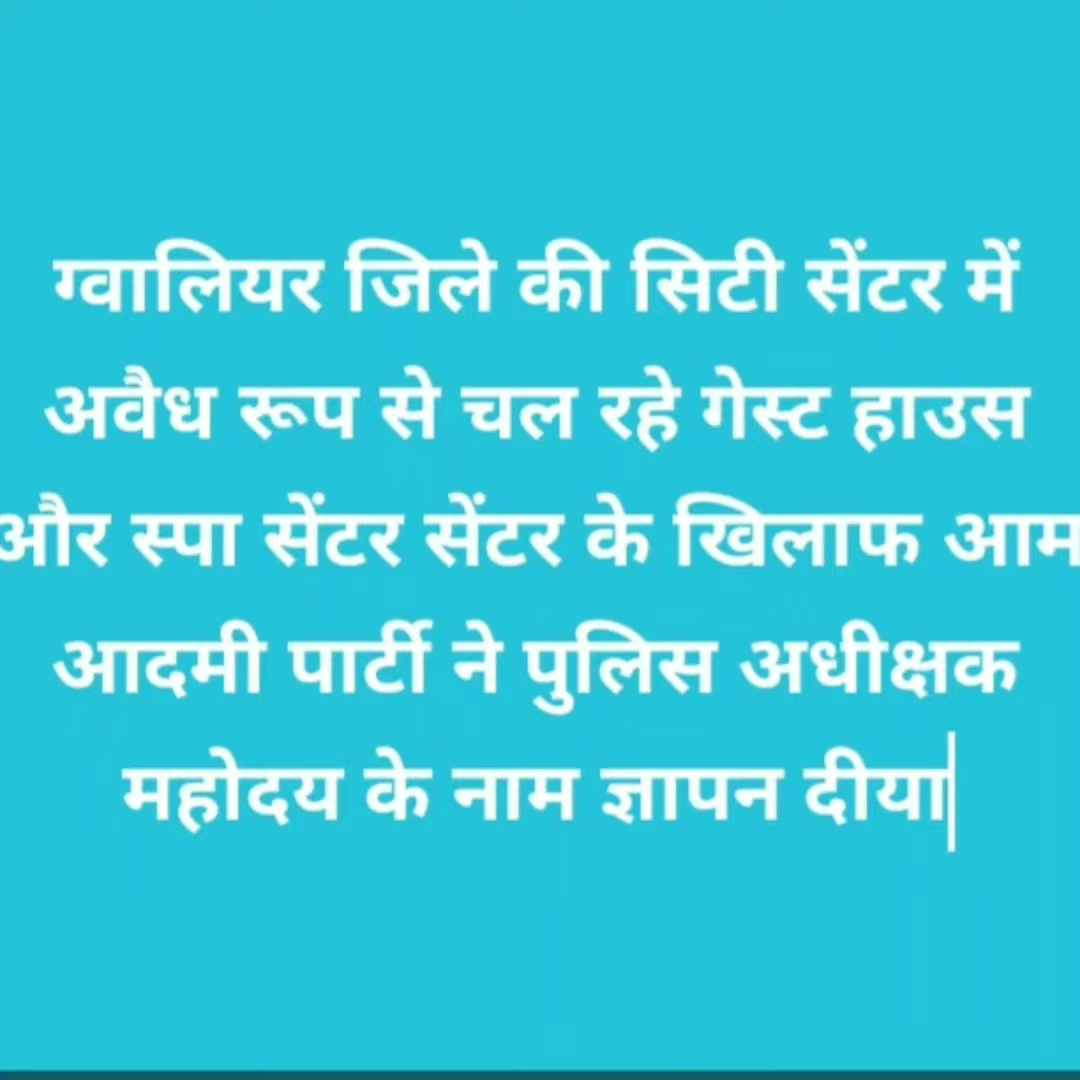 ग्वालियर जिले की सिटी सेंटर में
अवैध रूप से चल रहे गेस्ट हाउस
और स्पा सेंटर सेंटर के खिलाफ आम
आदमी पार्टी ने पुलिस अधीक्षक
महोदय के नाम ज्ञापन दीया